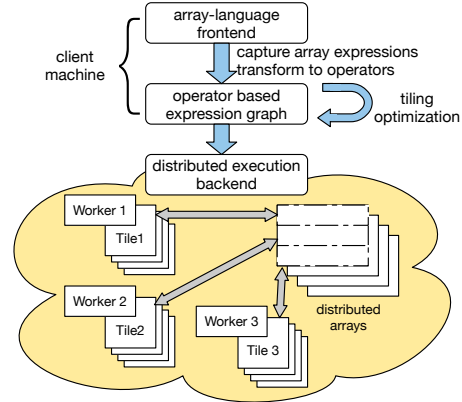 array-language
frontend
client
machine
capture array expressions
transform to operators
operator based
expression graph
tiling
optimization
distributed execution
backend
Worker 1
Tile1
Worker 2
Tile2
Worker 3
Tile 3
distributed
arrays